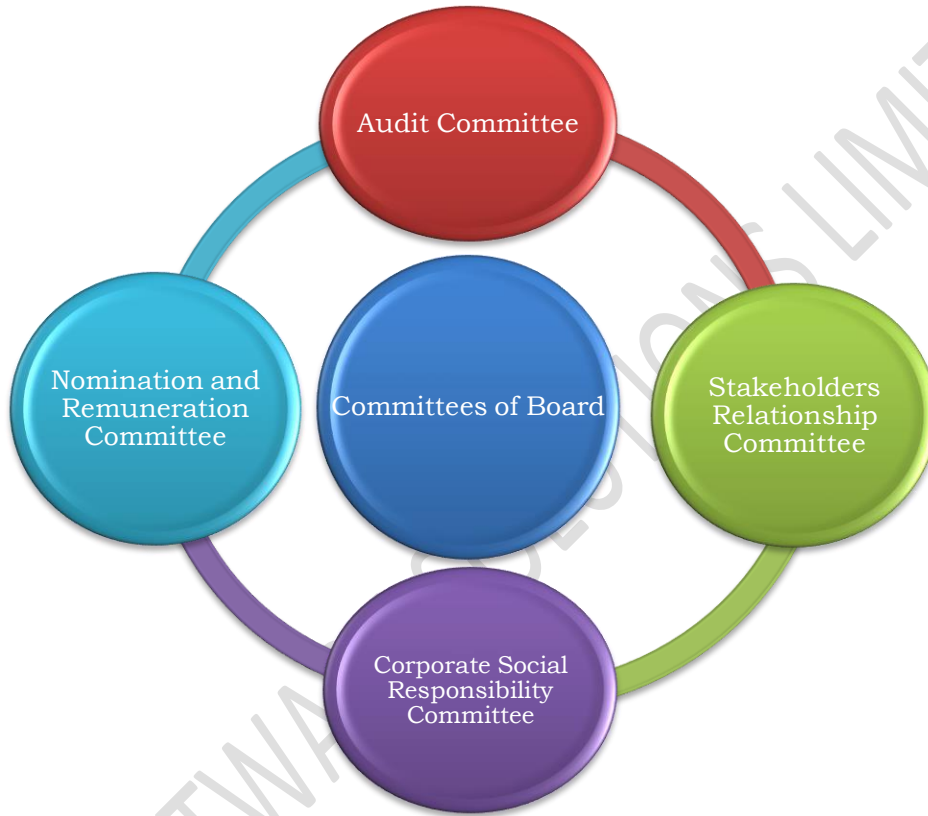 Audit Committee
Nomination and
Remuneration
Committee
Committees of Board
Stakeholders
Relationship
Committee
Corporate Social
Responsibility
Committee